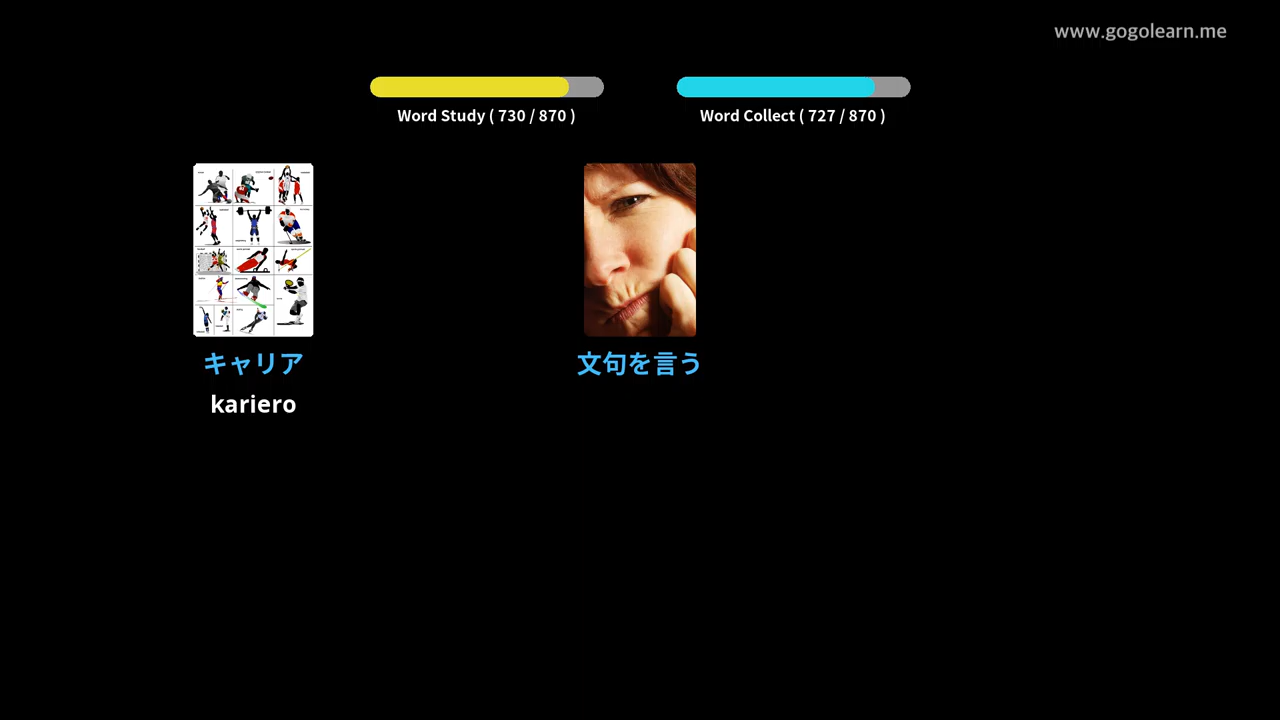 www.gogolearn.me
Word Study ( 730 / 870 )
Word Collect ( 727 / 870 )
キャリア
文句を言う
kariero